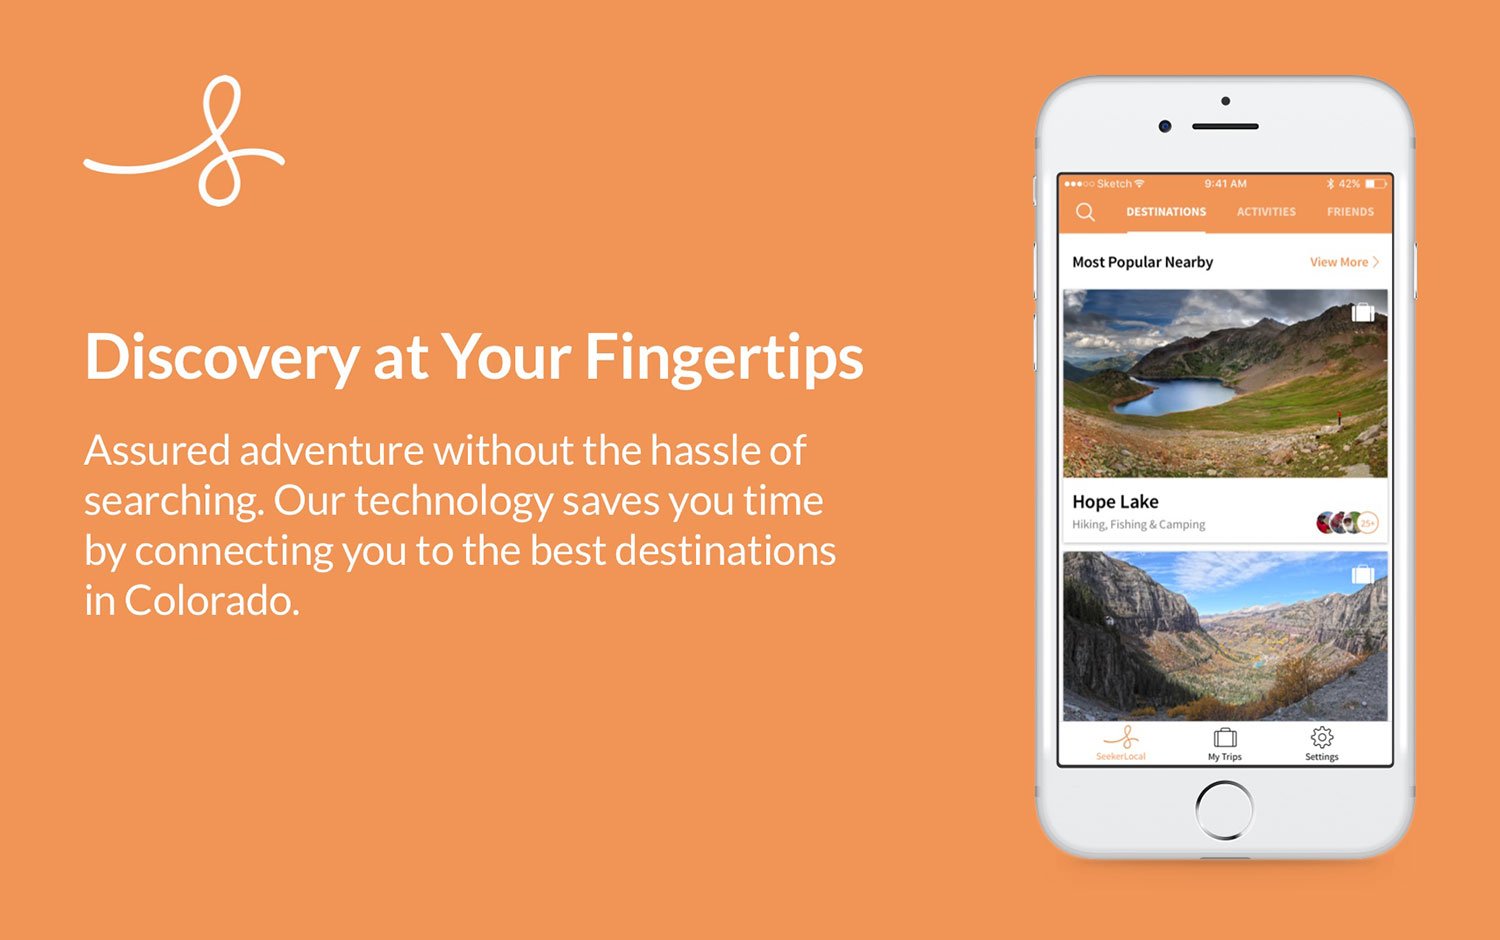 Discovery at Your Fingertips
Assured adventure without the hassle of
searching. Our technology saves you time
by connecting you to the best destinations
in Colorado.
Sketch 9:41 AM 42%
DESTINATIONS ACTIVITIES FRIENDS
Most Popular Nearby View More
Hope Lake
Hiking, Fishing & Camping 25+
SeekerLocal My Trips Settings